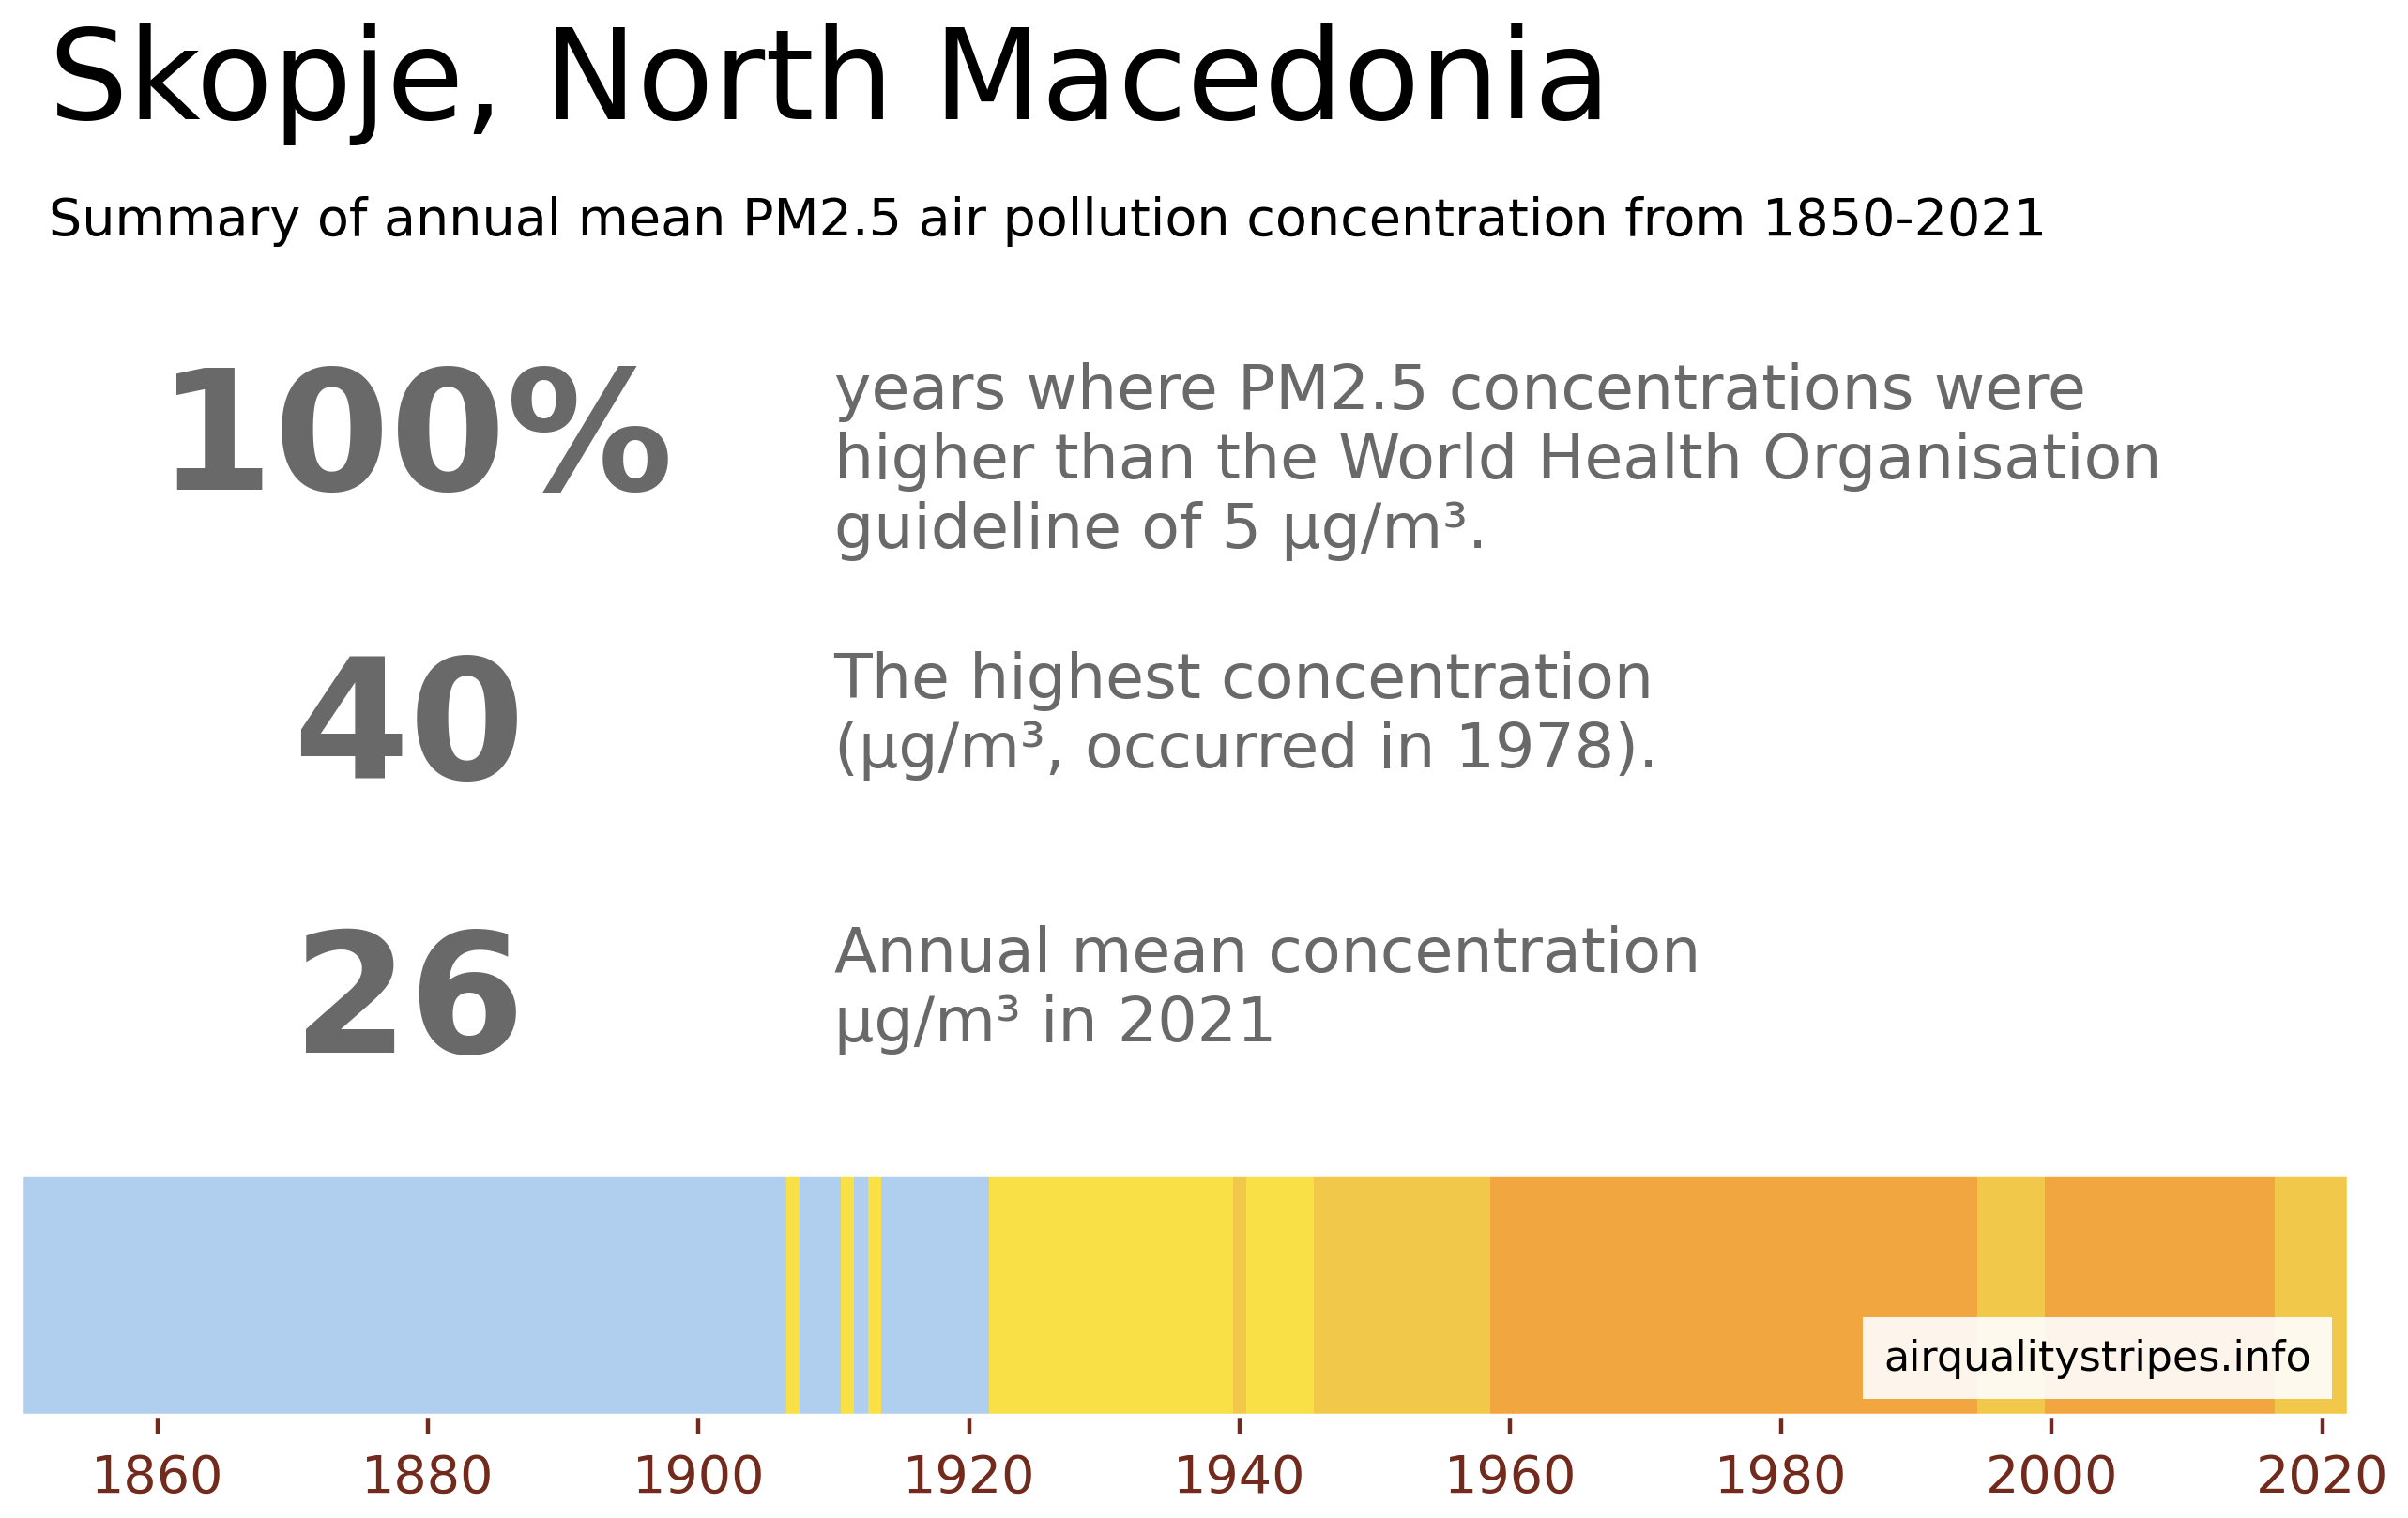 Skopje, North Macedonia
Summary of annual mean PM2.5 air pollution concentration from 1850-2021
100%
years where PM2.5 concentrations were
higher than the World Health Organisation
guideline of 5 µg/m³.
40
The highest concentration
(µg/m³, occurred in 1978).
26
Annual mean concentration
µg/m³ in 2021
airqualitystripes.info
1860 1880 1900 1920 1940 1960 1980 2000 2020